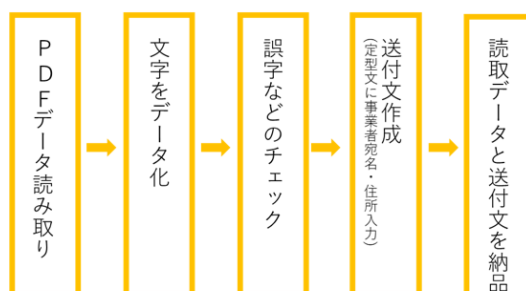 PDFデータ読み取り
文字をデータ化
誤字などのチェック
送付文作成
(定型文に事業者宛名・住所入力)
読取データと送付文を納品